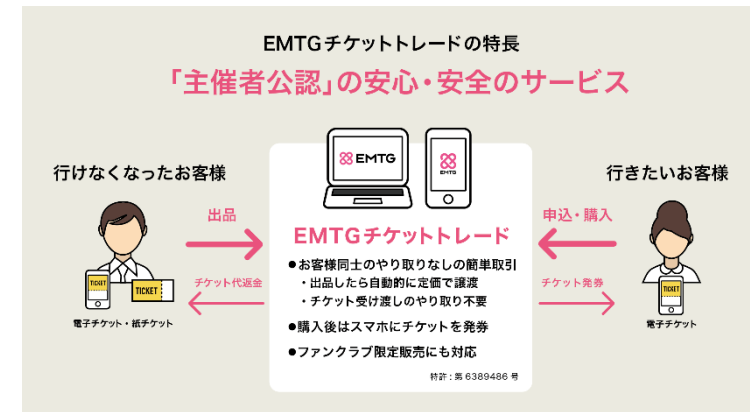 EMTGチケットトレードの特長
「主催者公認」の安心・安全のサービス
行けなくなったお客様
出品
チケット代返金
TICKET
TICKET
電子チケット・紙チケット
EMTG
EMTG
EMTGチケットトレード
●お客様同士のやり取りなしの簡単取引
・出品したら自動的に定価で譲渡
・チケット受け渡しのやり取り不要
●購入後はスマホにチケットを発券
●ファンクラブ限定販売にも対応
特許：第6389486号
行きたいお客様
申込・購入
チケット発券
TICKET
電子チケット